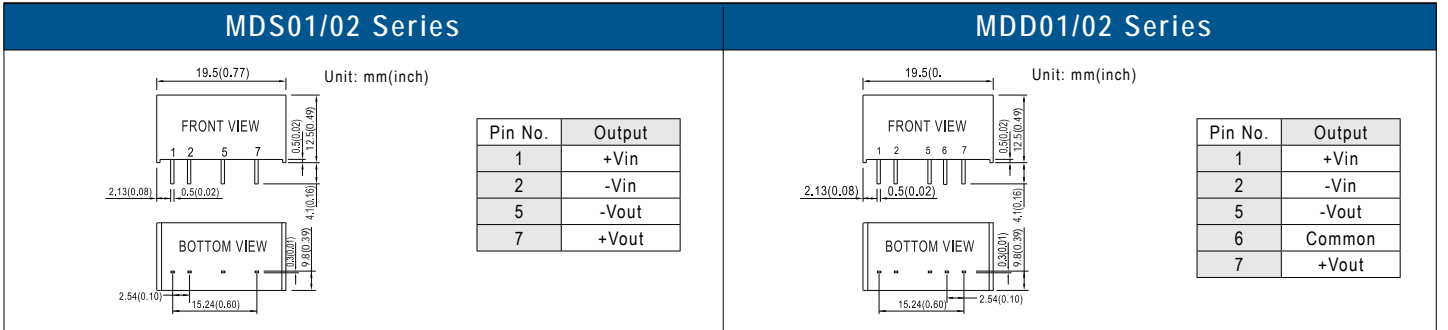 MDS01/02 Series
19.5(0.77)
Unit: mm(inch)
FRONT VIEW
0.5(0.02)
12.5(0.49)
1 2 5 7
2.13(0.08)
0.5(0.02)
4.1(0.16)
BOTTOM VIEW
0.3(0.01)
9.8(0.39)
2.54(0.10)
15.24(0.60)
Pin No. Output
1 +Vin
2 -Vin
5 -Vout
7 +Vout
MDD01/02 Series
19.5(0.
Unit: mm(inch)
FRONT VIEW
0.5(0.02)
12.5(0.49)
1 2 5 6 7
2.13(0.08)
0.5(0.02)
4.1(0.16)
BOTTOM VIEW
0.3(0.01)
9.8(0.39)
15.24(0.60)
2.54(0.10)
Pin No. Output
1 +Vin
2 -Vin
5 -Vout
6 Common
7 +Vout